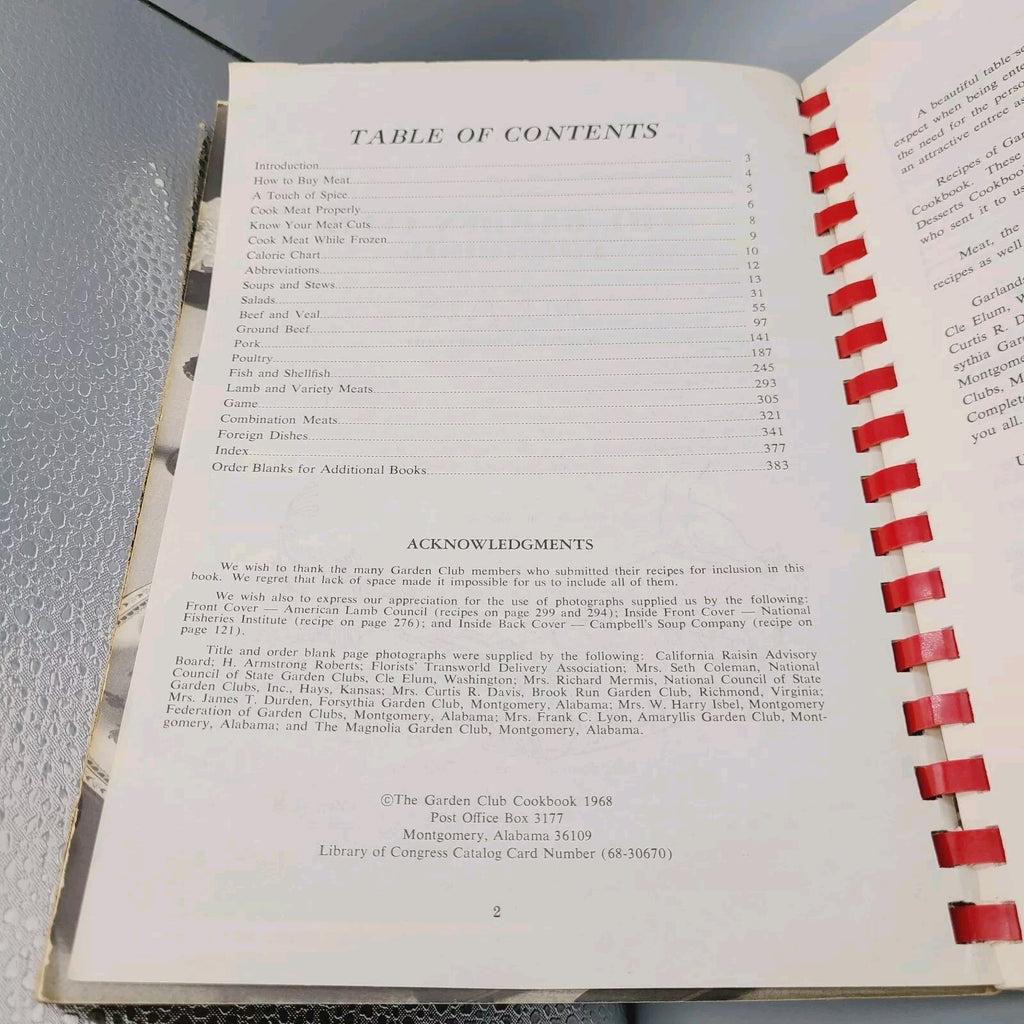 TABLE OF CONTENTS
Introduction 3
How to Buy Meat 4
A Touch of Spice 5
Cook Meat Properly 6
Know Your Meat Cuts 8
Cook Meat While Frozen 9
Calorie Chart 10
Abbreviations 12
Soups and Stews 13
Salads 31
Beef and Veal 55
Ground Beef 97
Pork 141
Poultry 187
Fish and Shellfish 245
Lamb and Variety Meats 293
Game 305
Combination Meats 321
Foreign Dishes 341
Index 377
Order Blanks for Additional Books 383
ACKNOWLEDGMENTS
We wish to thank the many Garden Club members who submitted their recipes for inclusion in this
book. We regret that lack of space made it impossible for us to include all of them.
We wish also to express our appreciation for the use of photographs supplied us by the following:
Front Cover — American Lamb Council (recipes on page 299 and 294); Inside Front Cover — National
Fisheries Institute (recipe on page 276); and Inside Back Cover — Campbell's Soup Company (recipe on
page 121).
Title and order blank page photographs were supplied by the following: California Raisin Advisory
Board; H. Armstrong Roberts; Florists' Transworld Delivery Association; Mrs. Seth Coleman, National
Council of State Garden Clubs, Cle Elum, Washington; Mrs. Richard Mermis, National Council of State
Garden Clubs, Inc., Hays, Kansas; Mrs. Curtis R. Davis, Brook Run Garden Club, Richmond, Virginia;
Mrs. James T. Durden, Forsythia Garden Club, Montgomery, Alabama; Mrs. W. Harry Isbel, Montgomery
Federation of Garden Clubs, Montgomery, Alabama; Mrs. Frank C. Lyon, Amaryllis Garden Club, Mont-
gomery, Alabama; and The Magnolia Garden Club, Montgomery, Alabama.
©The Garden Club Cookbook 1968
Post Office Box 3177
Montgomery, Alabama 36109
Library of Congress Catalog Card Number (68-30670)
2
A beautiful table
expect when being
the need for the
an attractive entree
Recipes of
Cookbook. These
Desserts
who sent it to
Meat, the
recipes as well
Cle Elum,
Curtis R.
sythia
Clubs,
you all.